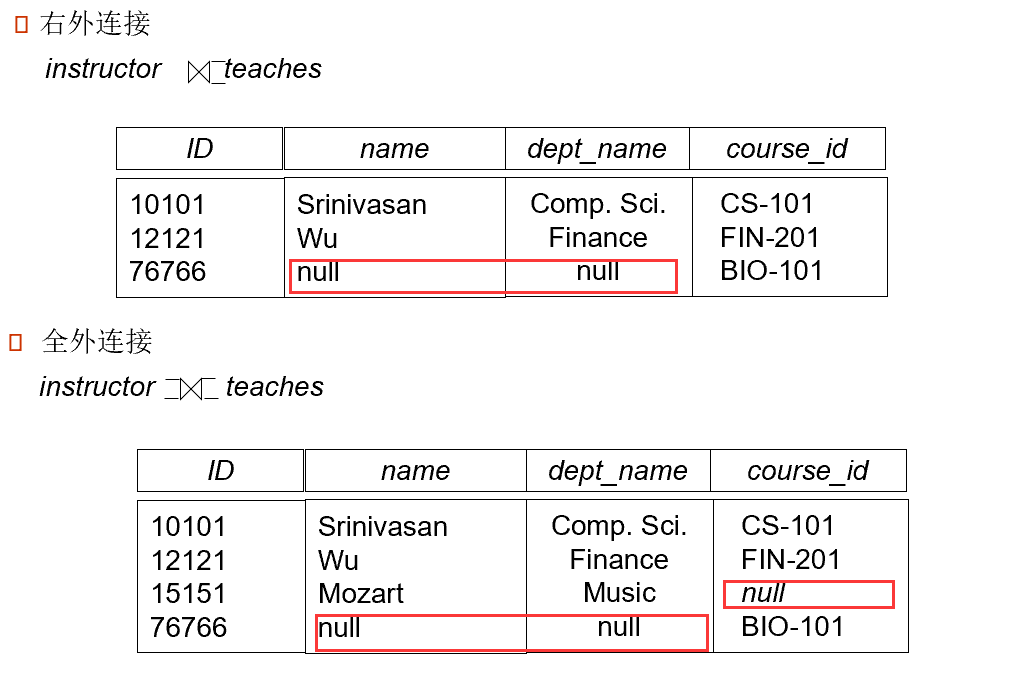 右外连接
instructor ⟖ teaches
ID name dept_name course_id
10101 Srinivasan Comp. Sci. CS-101
12121 Wu Finance FIN-201
76766 null null BIO-101
全外连接
instructor ⟗ teaches
ID name dept_name course_id
10101 Srinivasan Comp. Sci. CS-101
12121 Wu Finance FIN-201
15151 Mozart Music null
76766 null null BIO-101